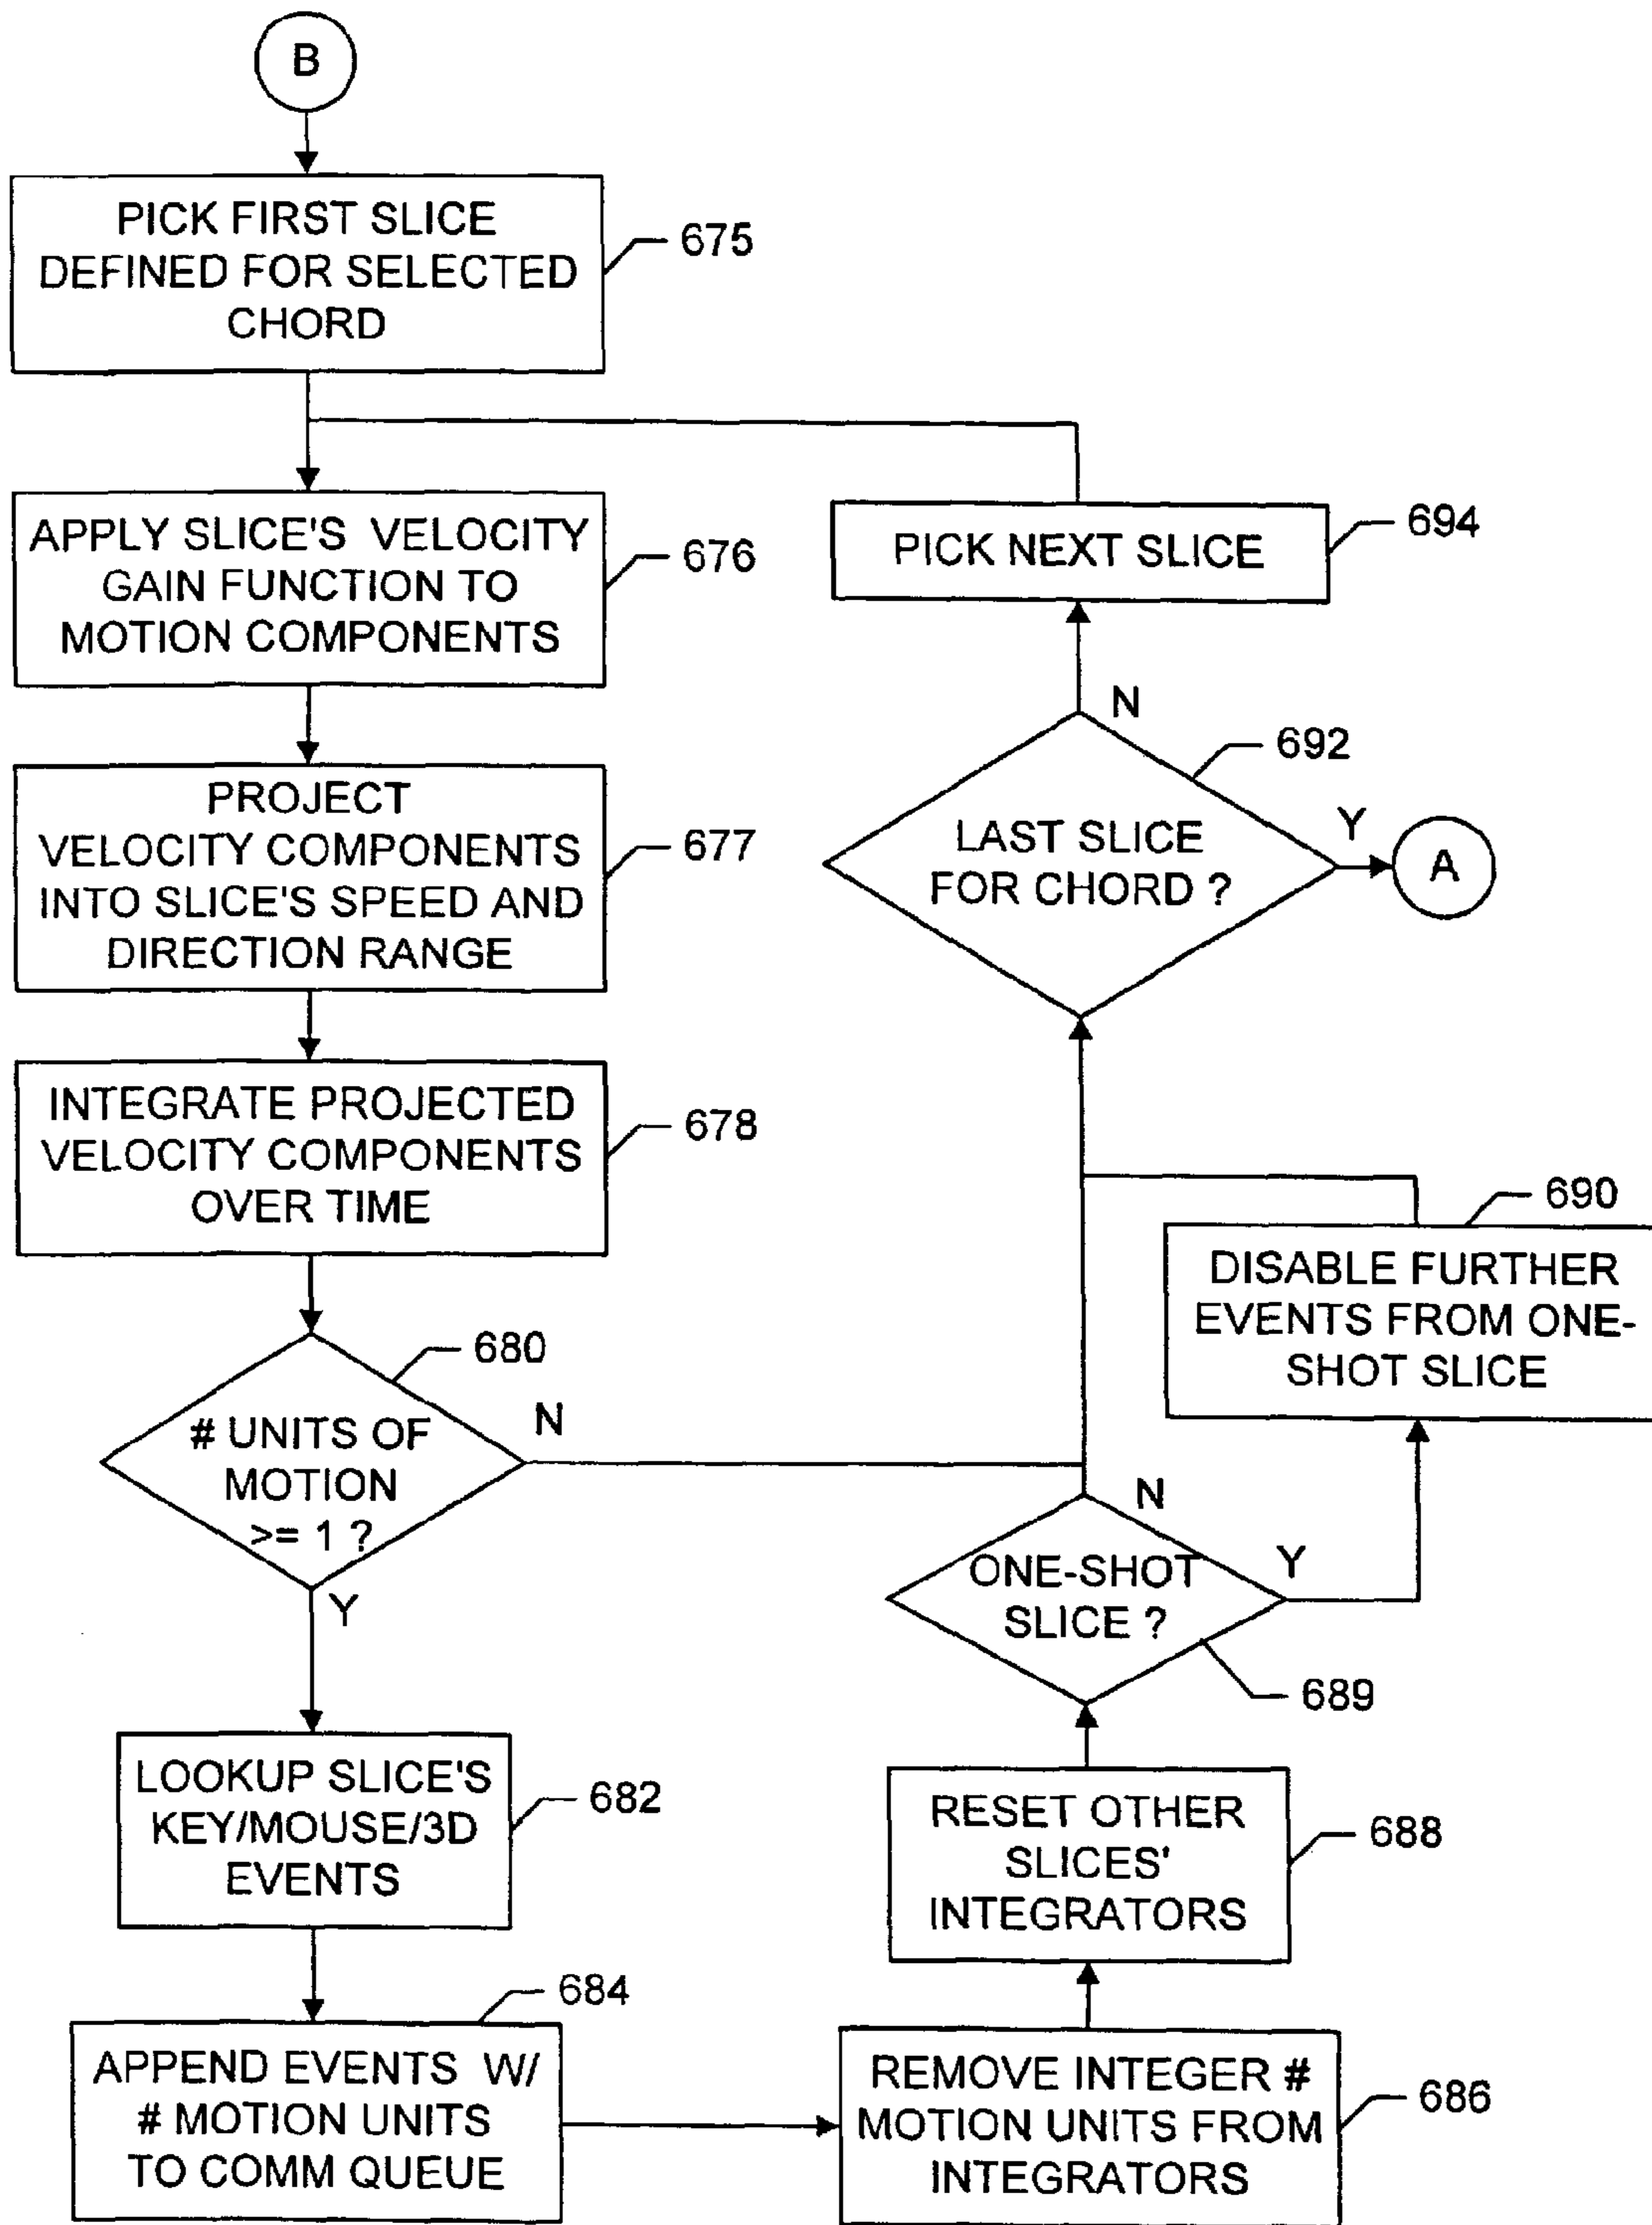 B
PICK FIRST SLICE
DEFINED FOR SELECTED
CHORD
675
APPLY SLICE'S VELOCITY
GAIN FUNCTION TO
MOTION COMPONENTS
676
PROJECT
VELOCITY COMPONENTS
INTO SLICE'S SPEED AND
DIRECTION RANGE
677
INTEGRATE PROJECTED
VELOCITY COMPONENTS
OVER TIME
678
# UNITS OF
MOTION
>= 1 ?
680
N
Y
LOOKUP SLICE'S
KEY/MOUSE/3D
EVENTS
682
APPEND EVENTS W/
# MOTION UNITS
TO COMM QUEUE
684
REMOVE INTEGER #
MOTION UNITS FROM
INTEGRATORS
686
RESET OTHER
SLICES'
INTEGRATORS
688
ONE-SHOT
SLICE ?
689
N
Y
DISABLE FURTHER
EVENTS FROM ONE-
SHOT SLICE
690
LAST SLICE
FOR CHORD ?
692
N
Y
A
PICK NEXT SLICE
694